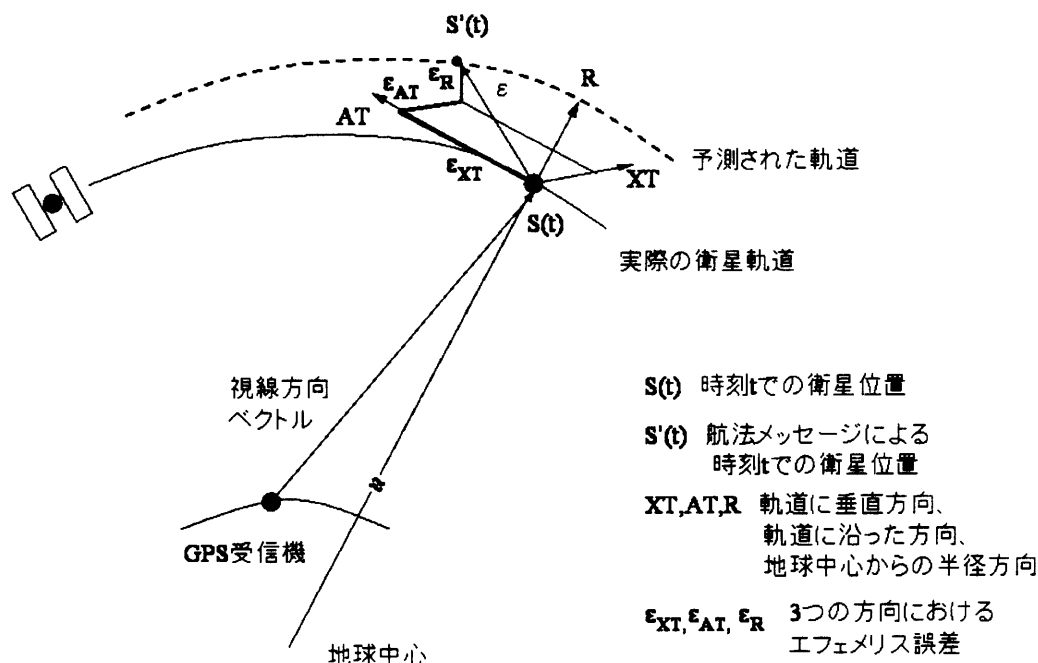 S'(t)
ε_R
ε
R
ε_AT
AT
予測された軌道
ε_XT
XT
S(t)
実際の衛星軌道
視線方向
ベクトル
S(t) 時刻tでの衛星位置
S'(t)航法メッセージによる
時刻tでの衛星位置
XT,AT,R 軌道に垂直方向、
軌道に沿った方向、
地球中心からの半径方向
GPS受信機
ε_XT, ε_AT, ε_R 3つの方向における
エフェメリス誤差
地球中心